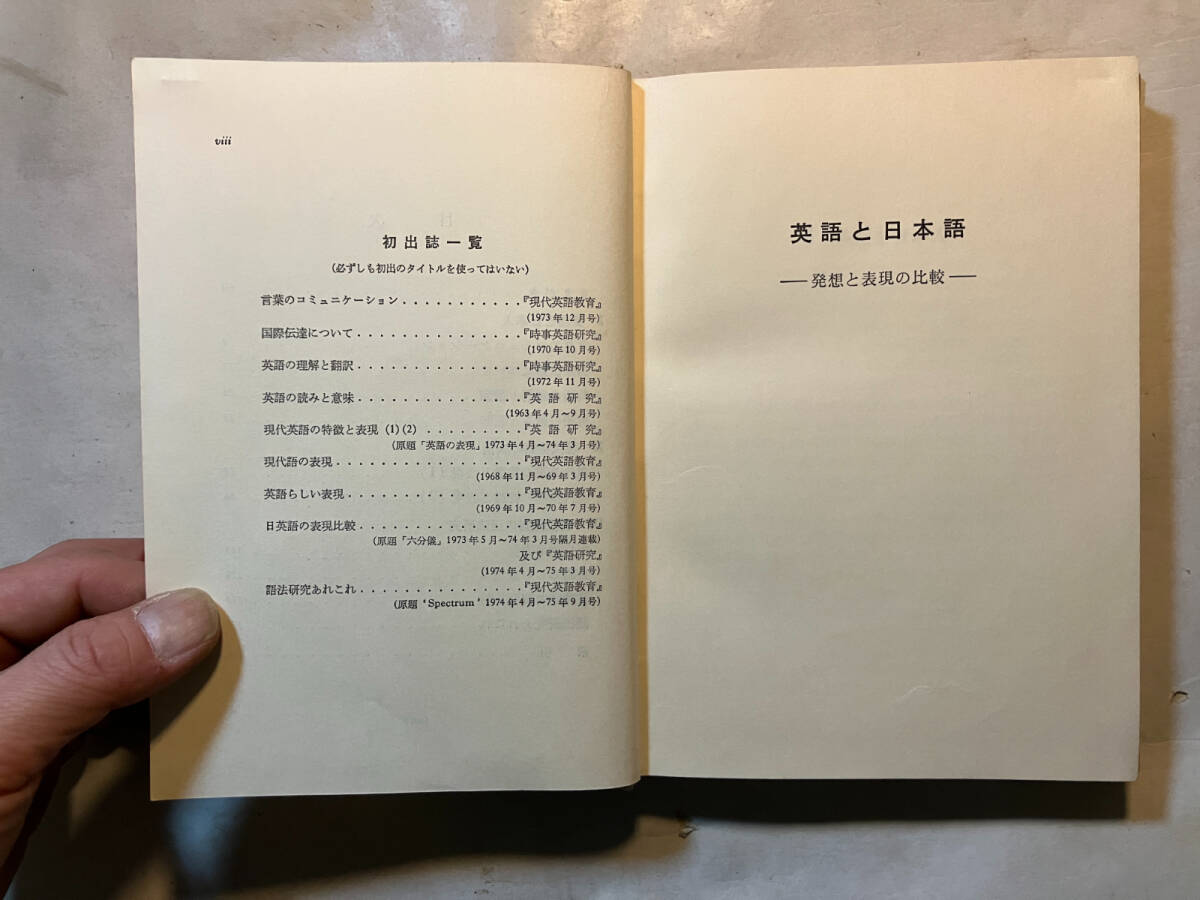 viii
初出誌一覧
(必ずしも初出のタイトルを使ってはいない)
言葉のコミュニケーション . . . . . . . . . . . 『現代英語教育』
(1973年12月号)
国際伝達について . . . . . . . . . . . . . . . 『時事英語研究』
(1970年10月号)
英語の理解と翻訳 . . . . . . . . . . . . . . . 『時事英語研究』
(1972年11月号)
英語の読みと意味 . . . . . . . . . . . . . . . 『英語研究』
(1963年4月~9月号)
現代英語の特徴と表現 (1) (2) . . . . . . . . . 『英語研究』
(原題「英語の表現」1973年4月~74年3月号)
現代語の表現 . . . . . . . . . . . . . . . . . 『現代英語教育』
(1968年11月~69年3月号)
英語らしい表現 . . . . . . . . . . . . . . . . 『現代英語教育』
(1969年10月~70年7月号)
日英語の表現比較 . . . . . . . . . . . . . . . 『現代英語教育』
(原題「六分儀」1973年5月~74年3月号隔月連載)
及び『英語研究』
(1974年4月~75年3月号)
語法研究あれこれ . . . . . . . . . . . . . . . 『現代英語教育』
(原題 'Spectrum' 1974年4月~75年9月号)
英語と日本語
—発想と表現の比較—